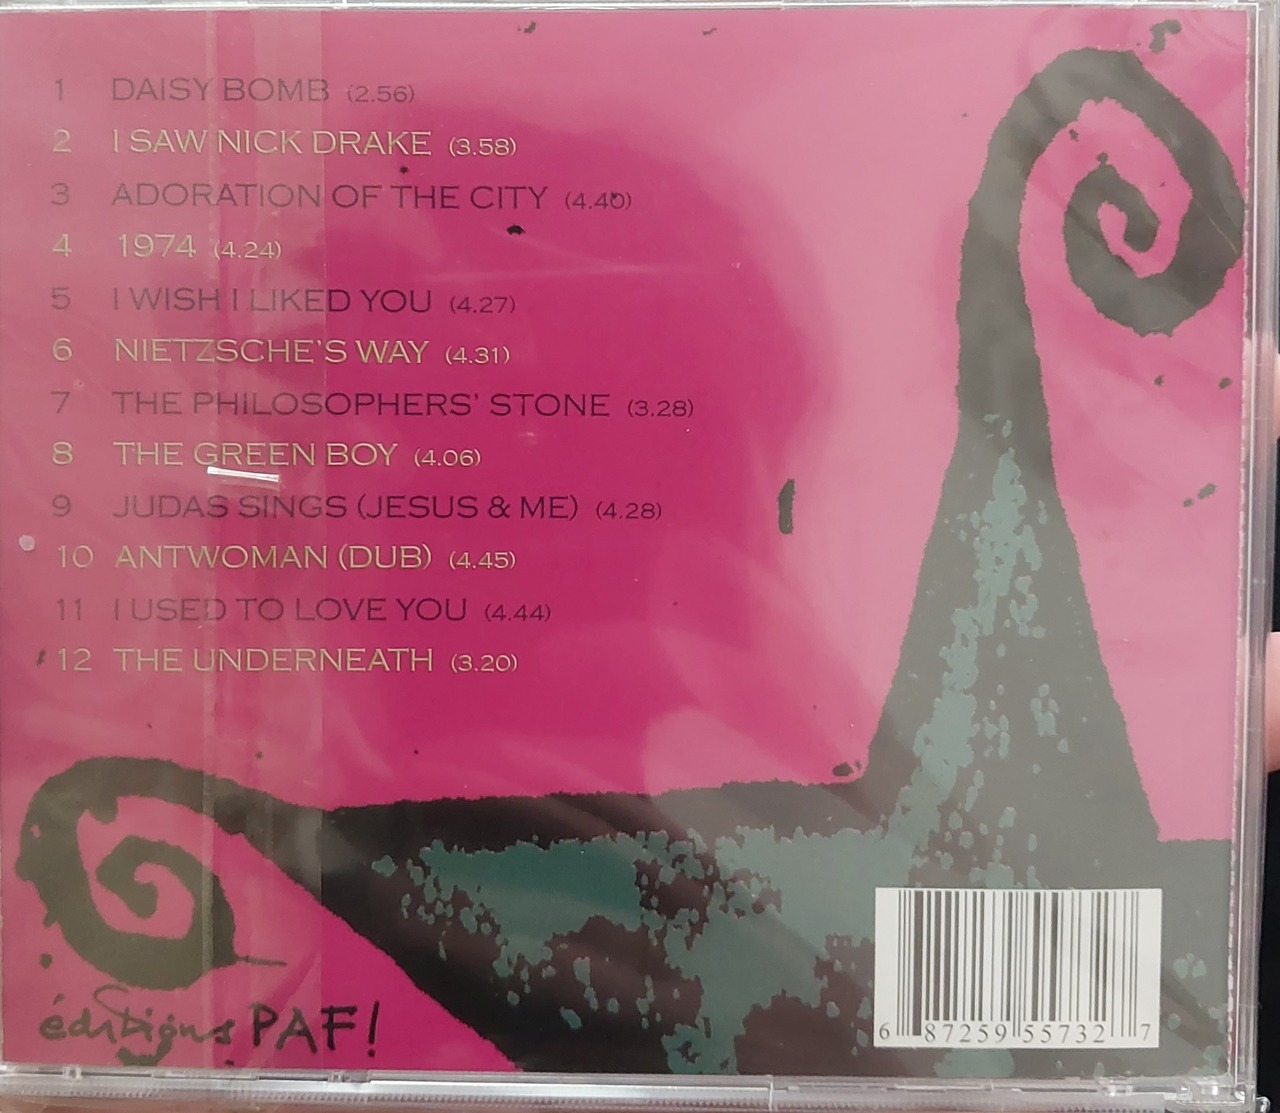 1 DAISY BOMB (2.56)
2 I SAW NICK DRAKE (3.58)
3 ADORATION OF THE CITY (4.40)
4 1974 (4.24)
5 I WISH I LIKED YOU (4.27)
6 NIETZSCHE'S WAY (4.31)
7 THE PHILOSOPHERS' STONE (3.28)
8 THE GREEN BOY (4.06)
9 JUDAS SINGS (JESUS & ME) (4.28)
10 ANTWOMAN (DUB) (4.45)
11 I USED TO LOVE YOU (4.44)
12 THE UNDERNEATH (3.20)
éditions PAF!
6 87259 55732 7